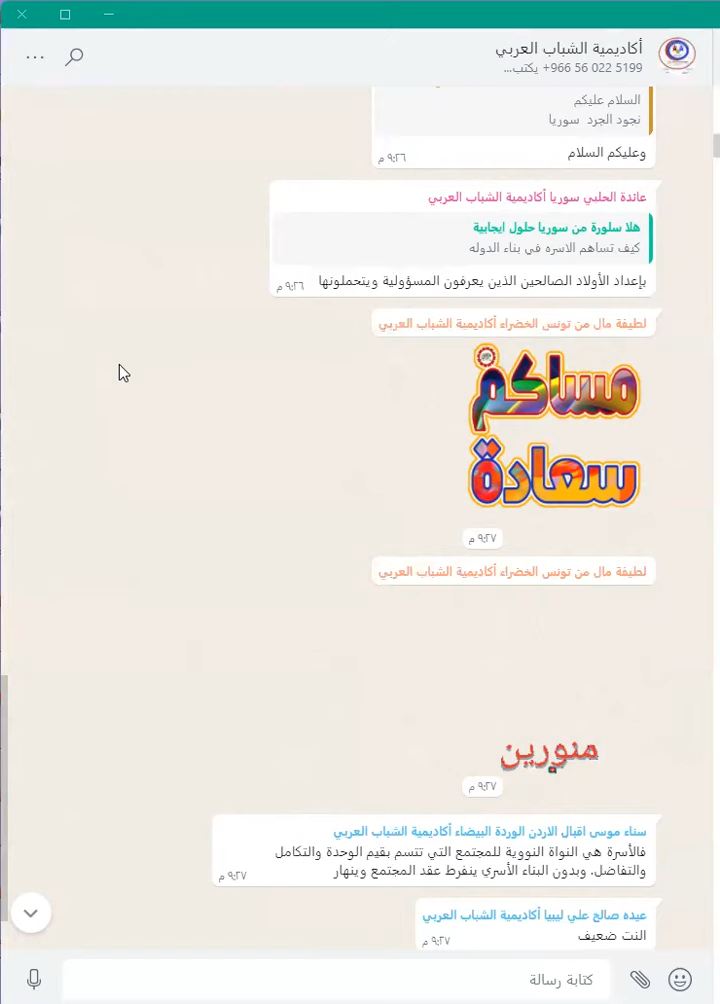 أكاديمية الشباب العربي
+966 56 022 5199 يكتب...
السلام عليكم
نجود الجرد سوريا
وعليكم السلام
٩:٢٦ م
عائدة الحلبي سوريا أكاديمية الشباب العربي
هلا سلورة من سوريا حلول ايجابية
كيف تساهم الاسره في بناء الدوله
بإعداد الأولاد الصالحين الذين يعرفون المسؤولية ويتحملونها
٩:٢٦ م
لطيفة مال من تونس الخضراء أكاديمية الشباب العربي
مساكم
سعادة
٩:٢٧ م
لطيفة مال من تونس الخضراء أكاديمية الشباب العربي
منورين
٩:٢٧ م
سناء موسى اقبال الاردن الوردة البيضاء أكاديمية الشباب العربي
فالأسرة هي النواة النووية للمجتمع التي تتسم بقيم الوحدة والتكامل
والتفاضل. وبدون البناء الأسري ينفرط عقد المجتمع وينهار
٩:٢٧ م
عيده صالح علي ليبيا أكاديمية الشباب العربي
النت ضعيف
٩:٢٧ م
كتابة رسالة